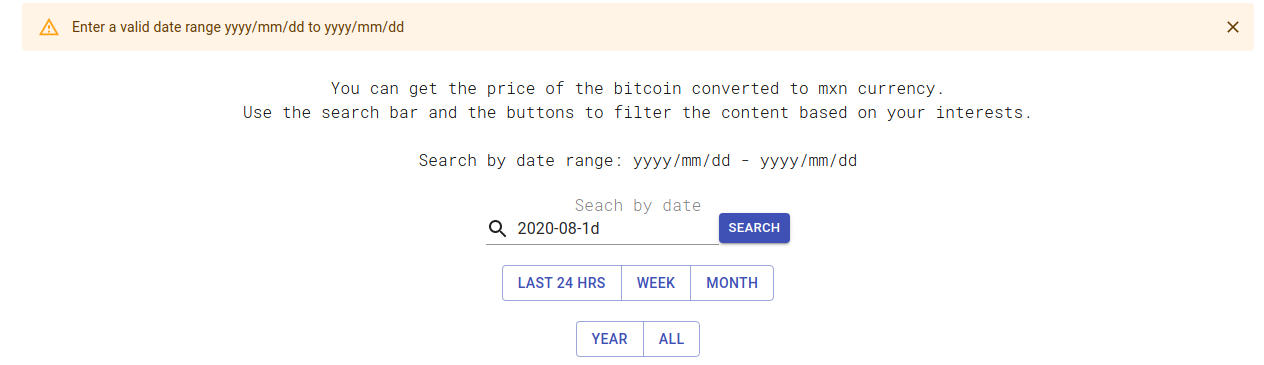 Enter a valid date range yyyy/mm/dd to yyyy/mm/dd
You can get the price of the bitcoin converted to mxn currency.
Use the search bar and the buttons to filter the content based on your interests.
Search by date range: yyyy/mm/dd - yyyy/mm/dd
Seach by date
2020-08-1d SEARCH
LAST 24 HRS WEEK MONTH
YEAR ALL